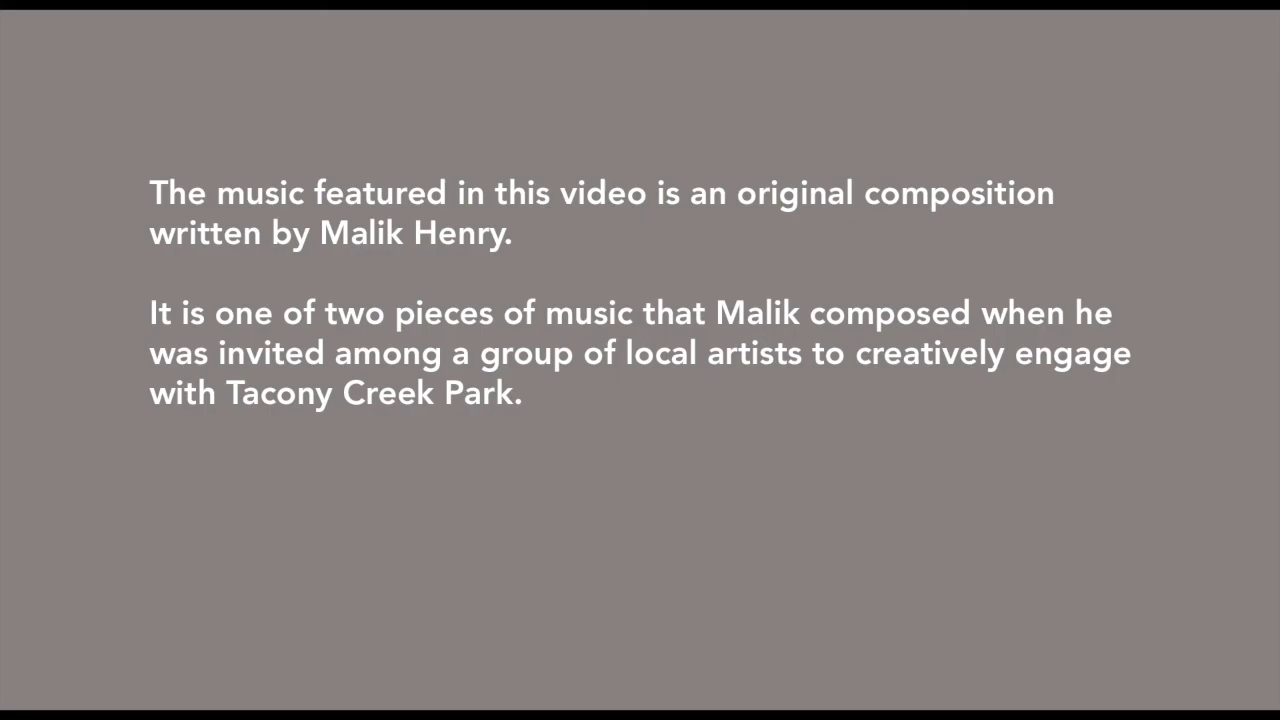 The music featured in this video is an original composition
written by Malik Henry.
It is one of two pieces of music that Malik composed when he
was invited among a group of local artists to creatively engage
with Tacony Creek Park.